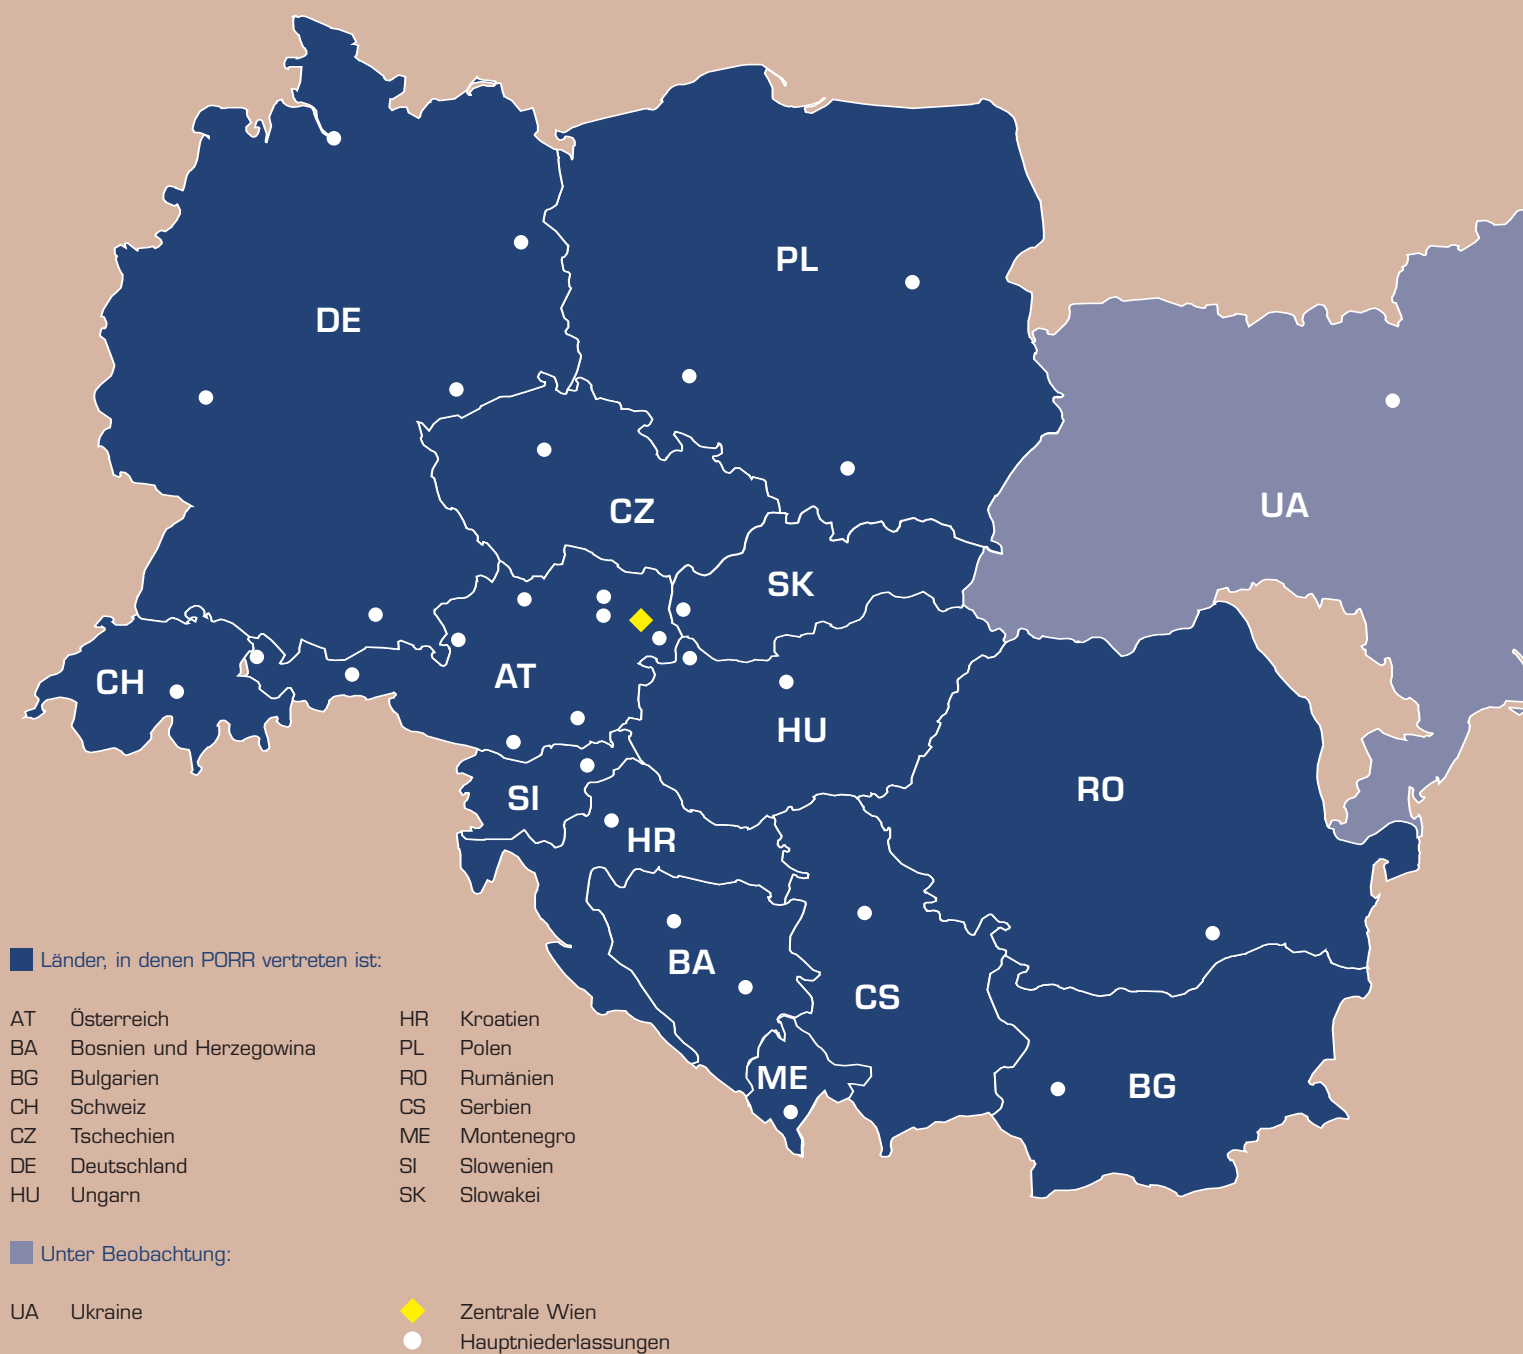 PL
DE
CZ
UA
SK
CH
AT
HU
SI
RO
HR
BA
CS
ME
BG
Länder, in denen PORR vertreten ist:
AT Österreich
BA Bosnien und Herzegowina
BG Bulgarien
CH Schweiz
CZ Tschechien
DE Deutschland
HU Ungarn
HR Kroatien
PL Polen
RO Rumänien
CS Serbien
ME Montenegro
SI Slowenien
SK Slowakei
Unter Beobachtung:
UA Ukraine
Zentrale Wien
Hauptniederlassungen